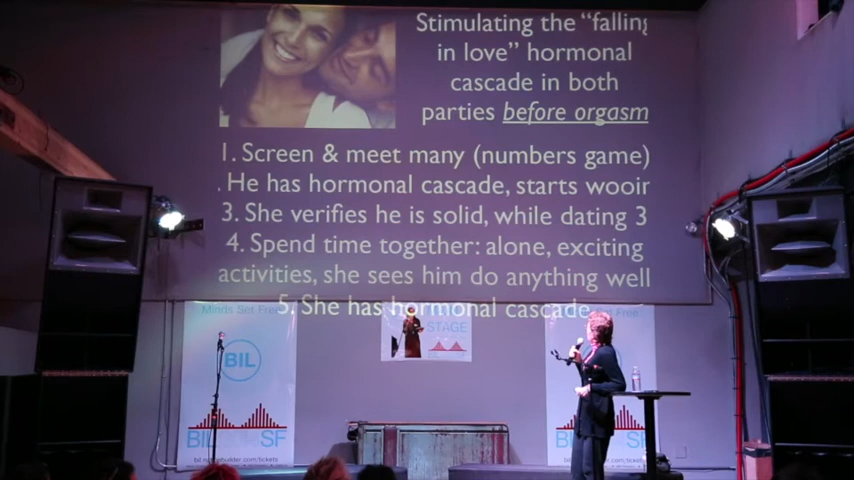 Stimulating the “falling
in love” hormonal
cascade in both
parties before orgasm
1. Screen & meet many (numbers game)
. He has hormonal cascade, starts wooin
3. She verifies he is solid, while dating 3
4. Spend time together: alone, exciting
activities, she sees him do anything well
5. She has hormonal cascade
Minds Set Free
BIL
STAGE
BIL SF
BIL SF